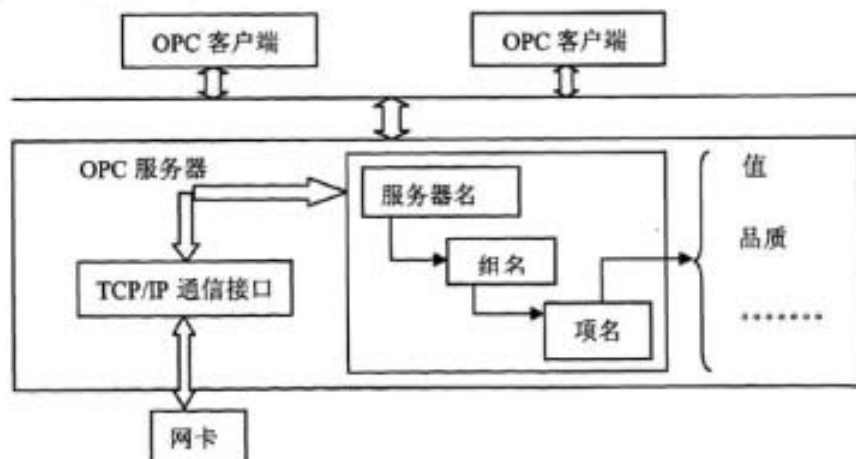 OPC 客户端
OPC 客户端
OPC 服务器
服务器名
组名
项名
值
品质
TCP/IP 通信接口
网卡